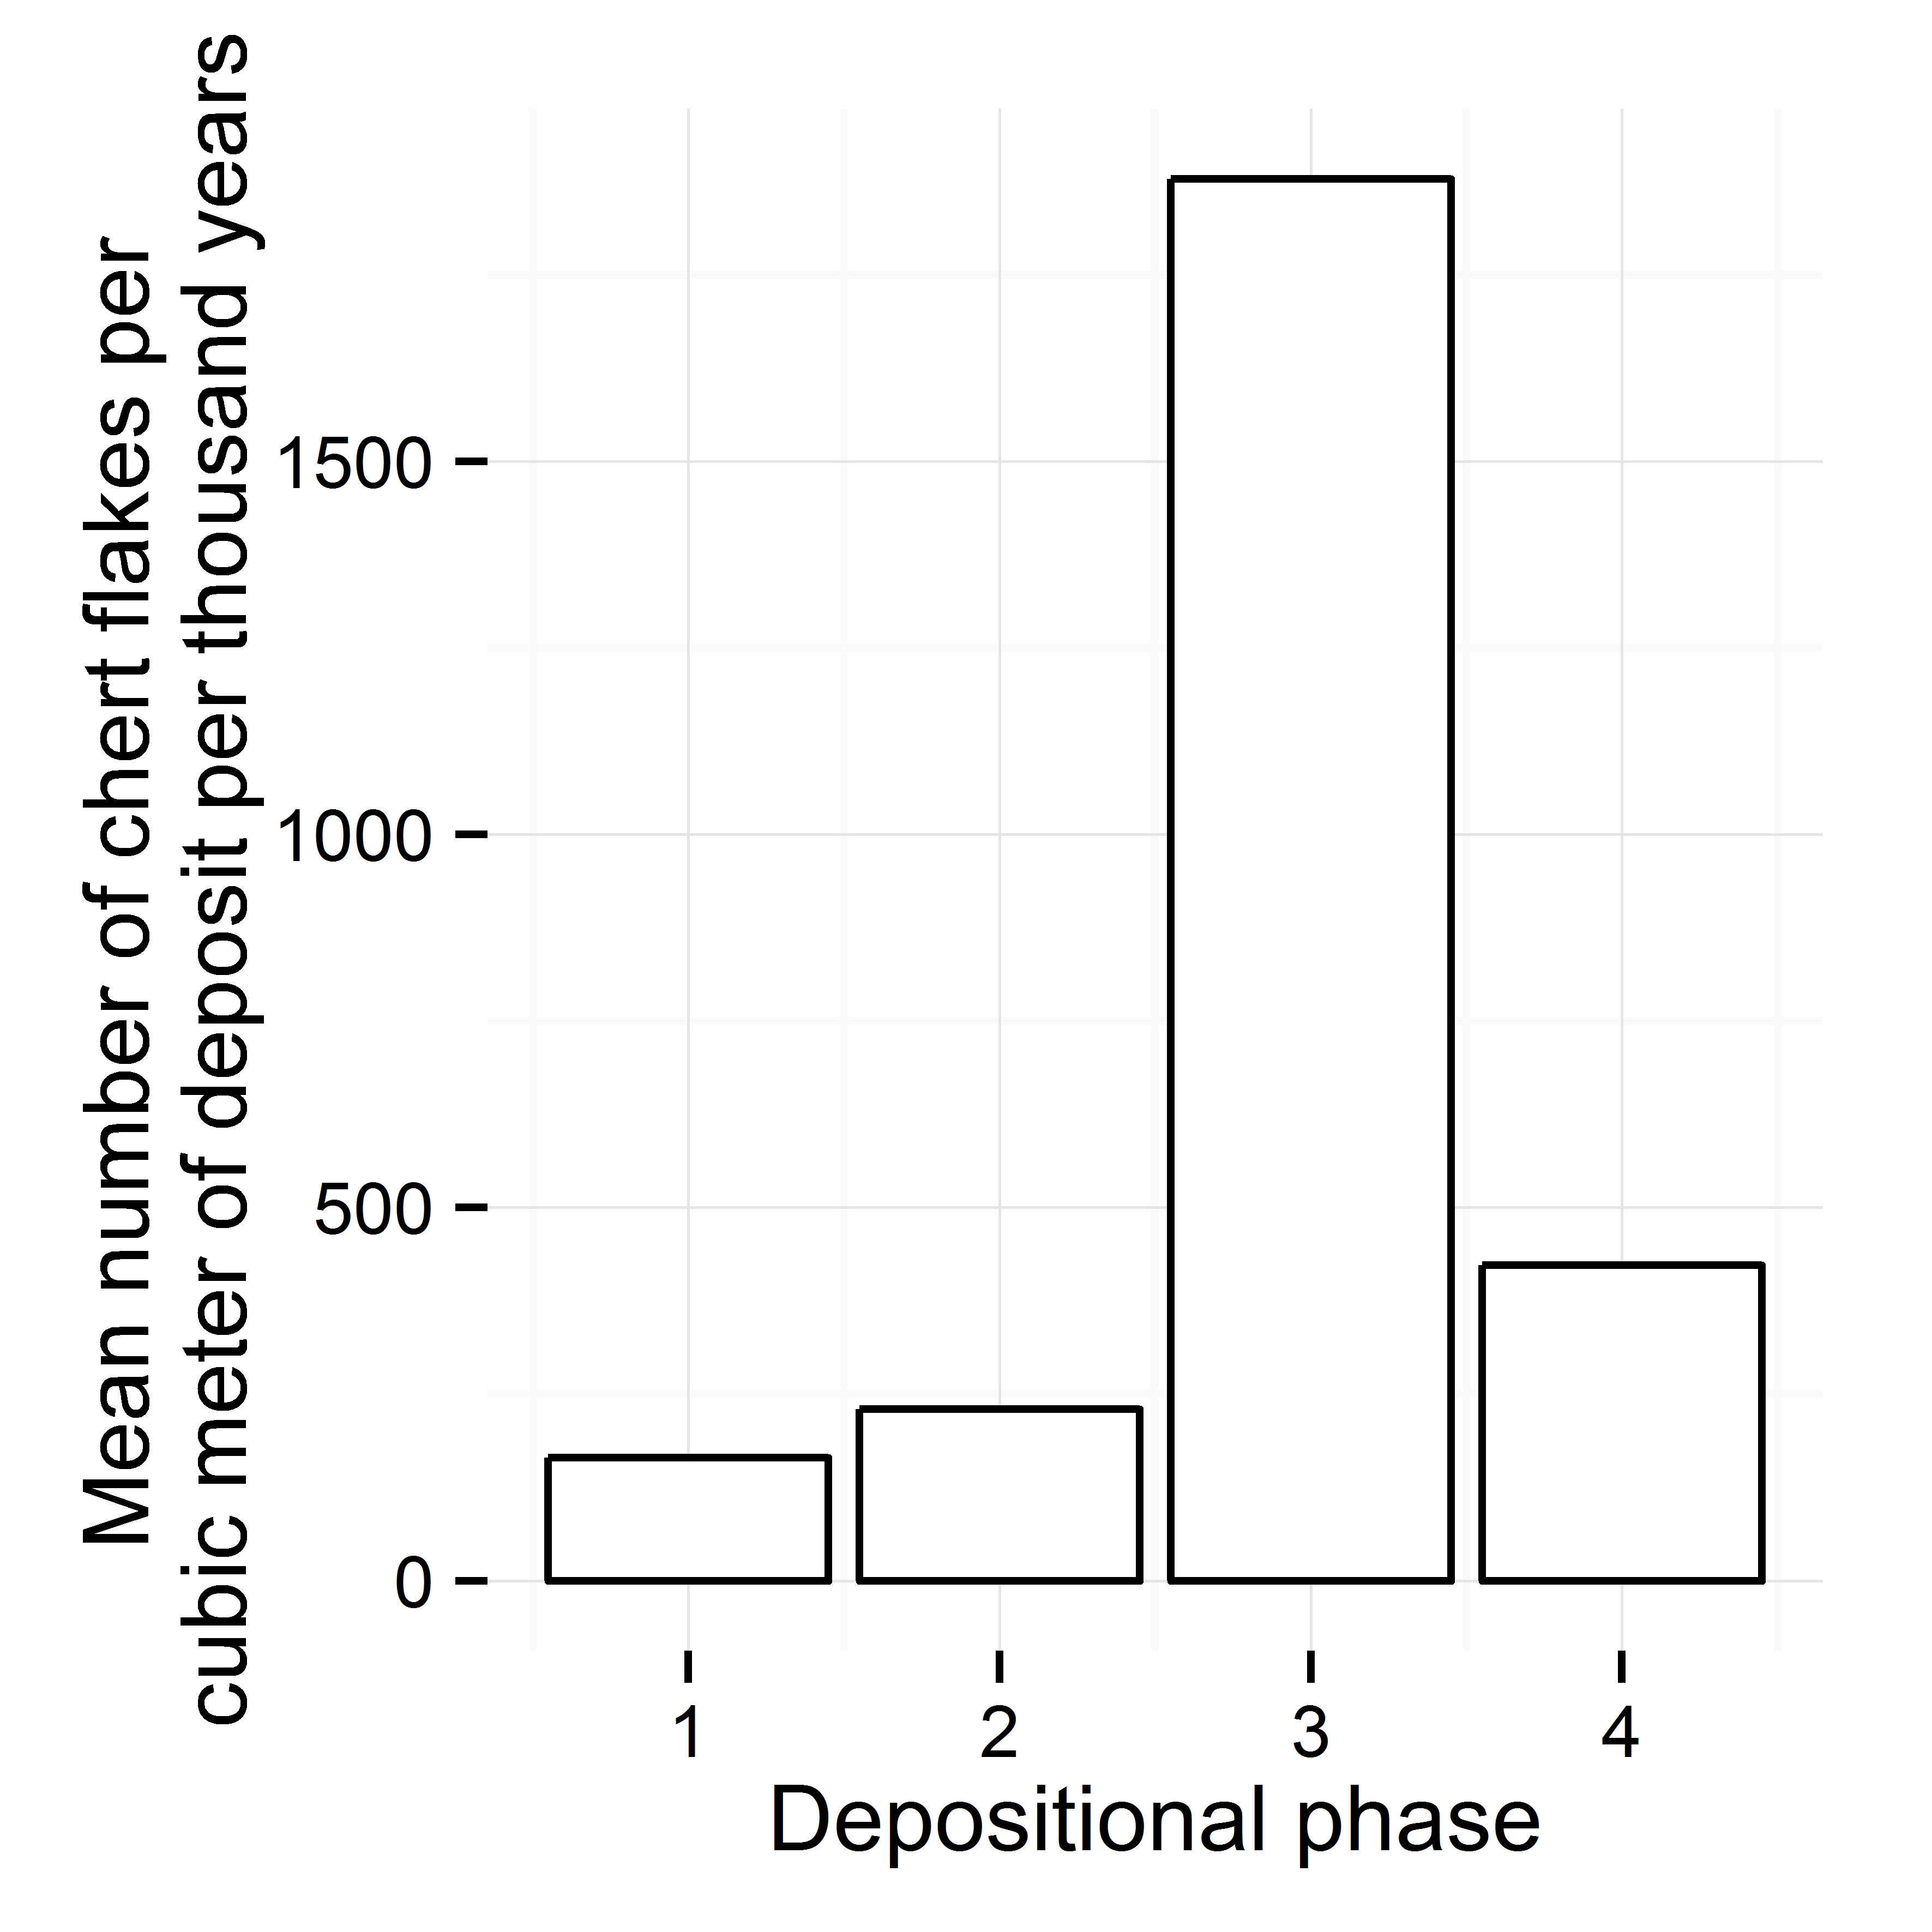 Mean number of chert flakes per
cubic meter of deposit per thousand years
1500
1000
500
0
1 2 3 4
Depositional phase